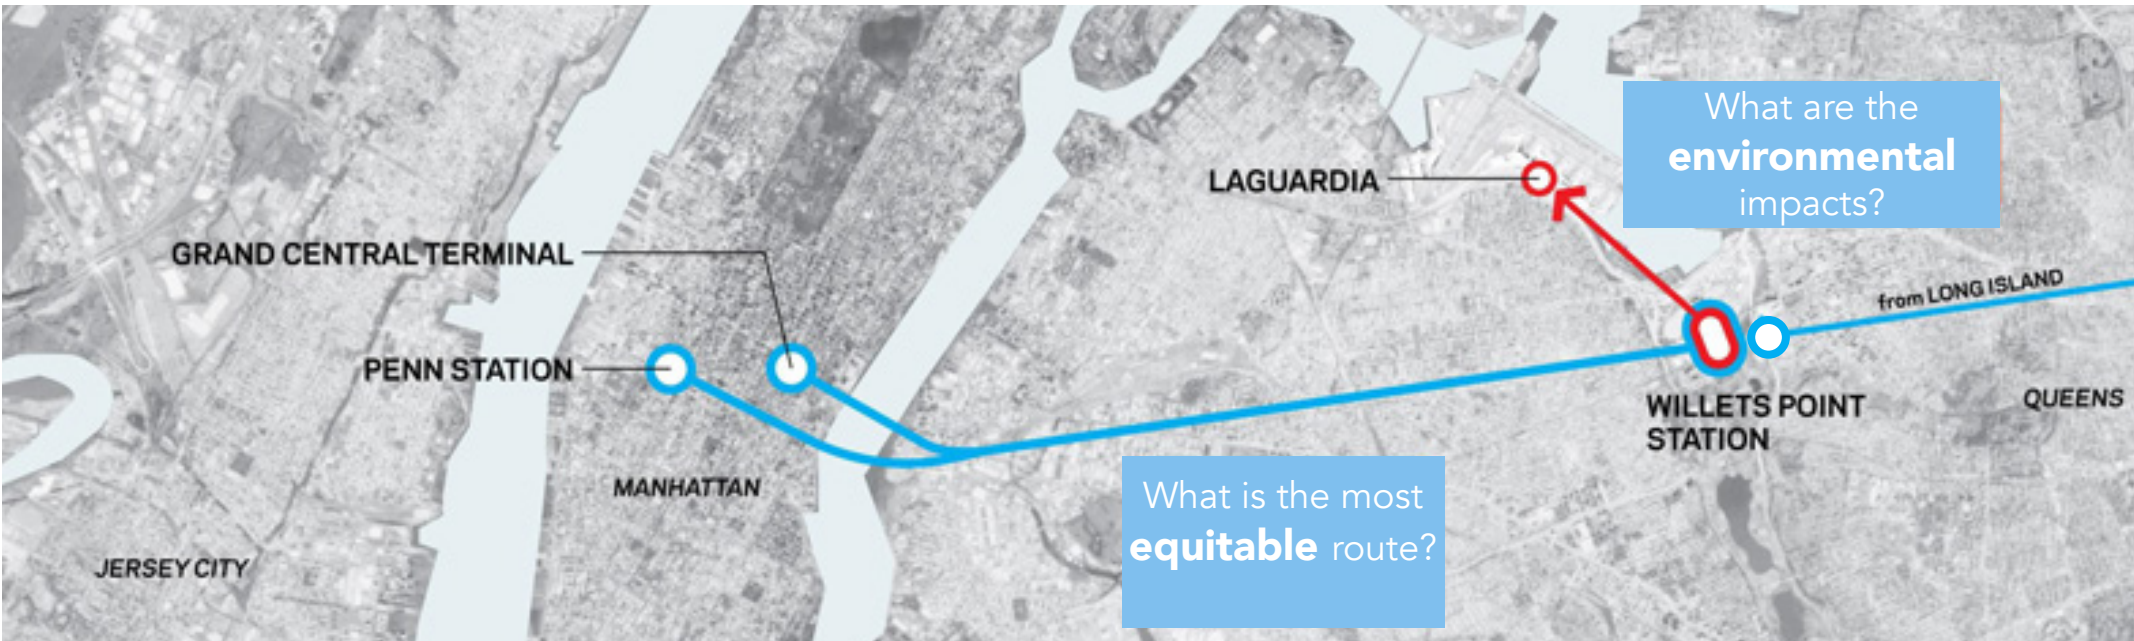 What are the
environmental
impacts?
LAGUARDIA
GRAND CENTRAL TERMINAL
from LONG ISLAND
PENN STATION
WILLETS POINT
STATION
QUEENS
MANHATTAN
What is the most
equitable route?
JERSEY CITY